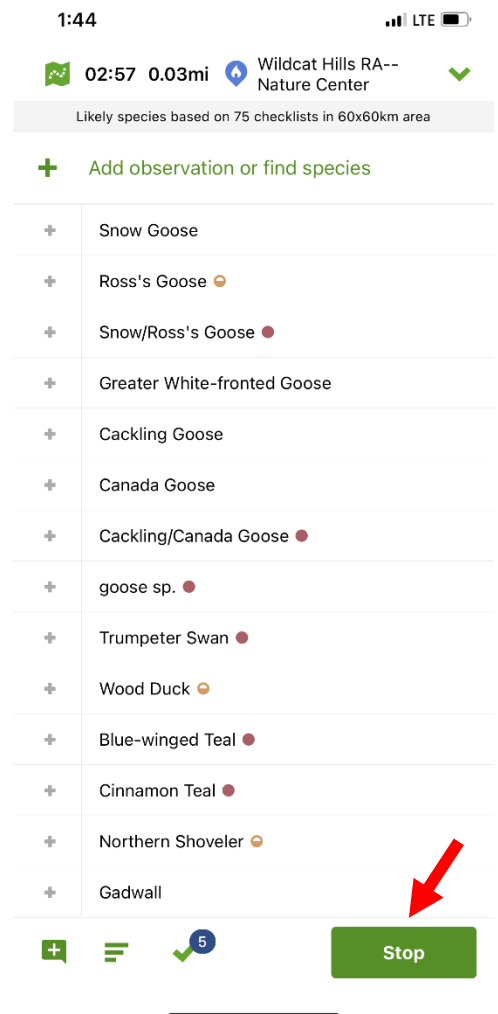 1:44 LTE
02:57 0.03mi Wildcat Hills RA--
Nature Center
Likely species based on 75 checklists in 60x60km area
Add observation or find species
Snow Goose
Ross's Goose
Snow/Ross's Goose
Greater White-fronted Goose
Cackling Goose
Canada Goose
Cackling/Canada Goose
goose sp.
Trumpeter Swan
Wood Duck
Blue-winged Teal
Cinnamon Teal
Northern Shoveler
Gadwall
5 Stop